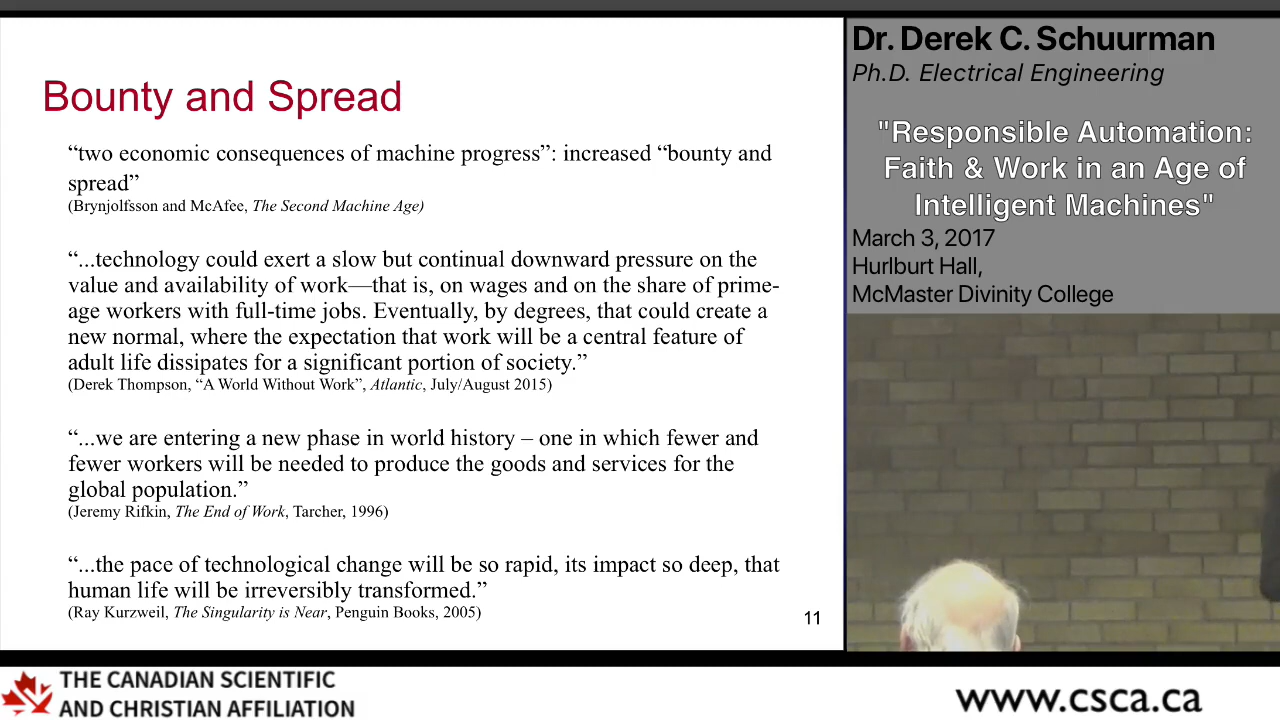 Bounty and Spread
“two economic consequences of machine progress”: increased “bounty and
spread”
(Brynjolfsson and McAfee, The Second Machine Age)
“...technology could exert a slow but continual downward pressure on the
value and availability of work—that is, on wages and on the share of prime-
age workers with full-time jobs. Eventually, by degrees, that could create a
new normal, where the expectation that work will be a central feature of
adult life dissipates for a significant portion of society.”
(Derek Thompson, “A World Without Work”, Atlantic, July/August 2015)
“...we are entering a new phase in world history – one in which fewer and
fewer workers will be needed to produce the goods and services for the
global population.”
(Jeremy Rifkin, The End of Work, Tarcher, 1996)
“...the pace of technological change will be so rapid, its impact so deep, that
human life will be irreversibly transformed.”
(Ray Kurzweil, The Singularity is Near, Penguin Books, 2005)
11
Dr. Derek C. Schuurman
Ph.D. Electrical Engineering
"Responsible Automation:
Faith & Work in an Age of
Intelligent Machines"
March 3, 2017
Hurlburt Hall,
McMaster Divinity College
THE CANADIAN SCIENTIFIC
AND CHRISTIAN AFFILIATION
www.csca.ca